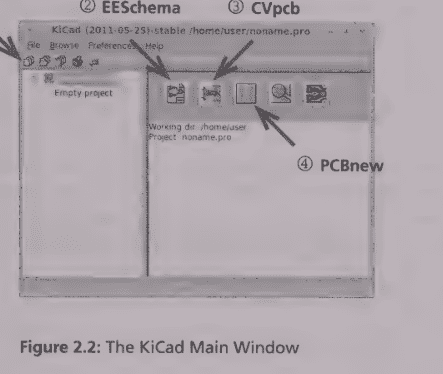 ② EESchema ③ CVpcb
KiCad (2011-05-25)-stable /home/user/noname.pro
File Browse Preferences Help
Empty project
Working dir: /home/user
Project: noname.pro
④ PCBnew
Figure 2.2: The KiCad Main Window